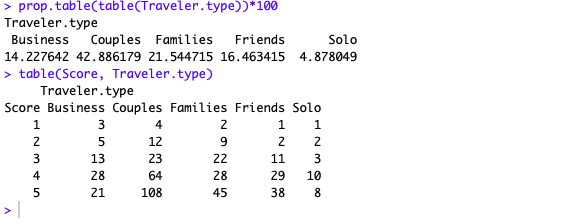 > prop.table(table(Traveler.type))*100
Traveler.type
Business Couples Families Friends Solo
14.227642 42.886179 21.544715 16.463415 4.878049
> table(Score, Traveler.type)
Traveler.type
Score Business Couples Families Friends Solo
1 3 4 2 1 1
2 5 12 9 2 2
3 13 23 22 11 3
4 28 64 28 29 10
5 21 108 45 38 8
>